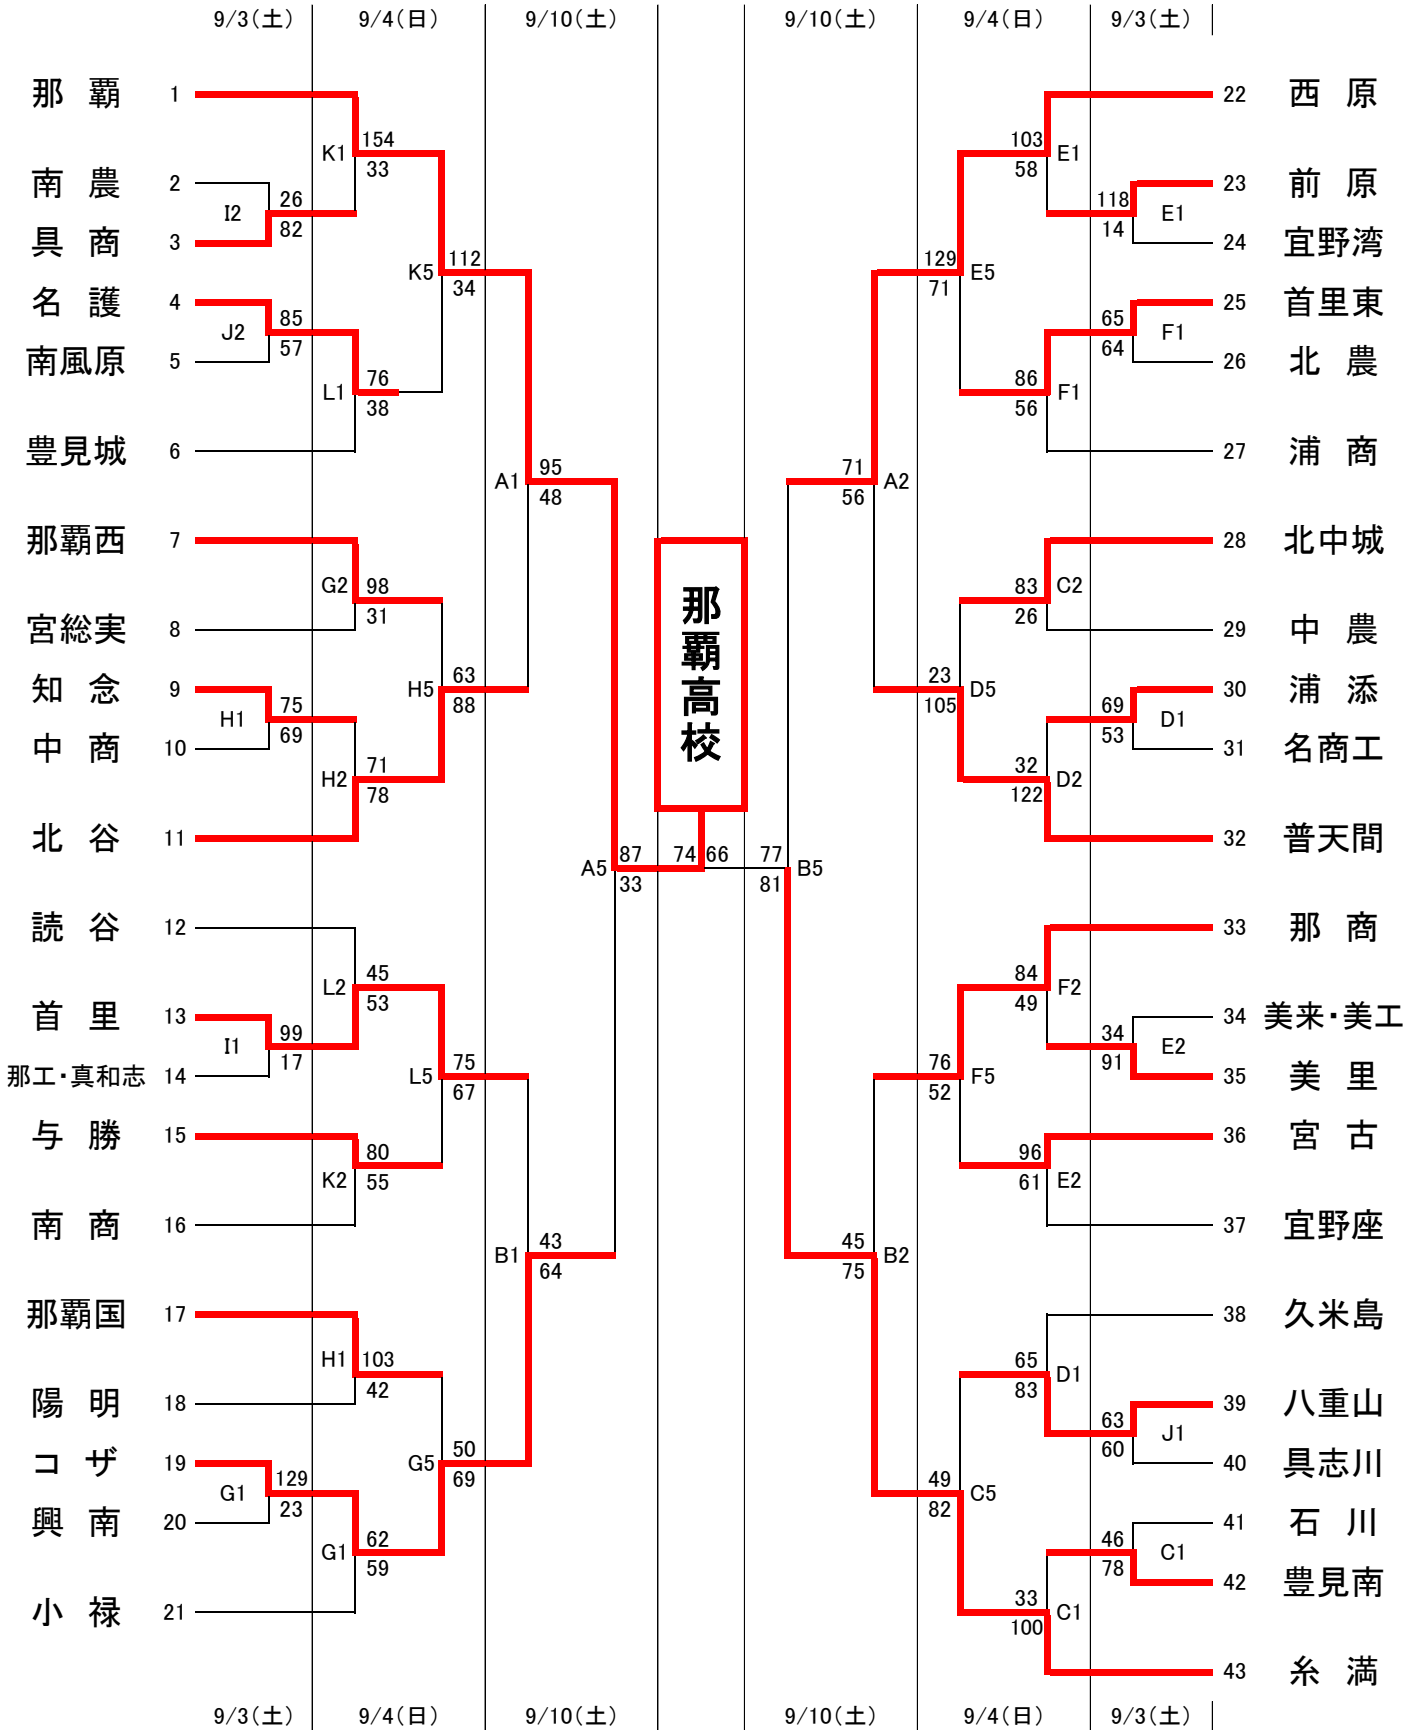 9/3(土) 9/4(日) 9/10(土) 9/10(土) 9/4(日) 9/3(土)
那 覇 1 22 西 原
154 103
K1 E1
33 58
南 農 2 23 前 原
26 118
I2 E1
82 14
具 商 3 24 宜野湾
112 129
K5 E5
34 71
名 護 4 25 首里東
85 65
J2 F1
57 64
南風原 5 26 北 農
76 86
L1 F1
38 56
豊見城 6 27 浦 商
95 71
A1 A2
48 56
那覇西 7 28 北中城
98 83
G2 C2
31 26
那覇高校
宮総実 8 29 中 農
63 23
H5 D5
88 105
知 念 9 30 浦 添
75 69
H1 D1
69 53
中 商 10 31 名商工
71 32
H2 D2
78 122
北 谷 11 32 普天間
87 74 66 77
A5 B5
33 81
読 谷 12 33 那 商
45 84
L2 F2
53 49
首 里 13 34 美来・美工
99 34
I1 E2
17 91
那工・真和志 14 35 美 里
75 76
L5 F5
67 52
与 勝 15 36 宮 古
80 96
K2 E2
55 61
南 商 16 37 宜野座
43 45
B1 B2
64 75
那覇国 17 38 久米島
103 65
H1 D1
42 83
陽 明 18 39 八重山
63
J1
60
コ ザ 19 40 具志川
50 49
G5 C5
69 82
129
G1
23
興 南 20 41 石 川
46
C1
78
62
G1
59
42 豊見南
33
C1
100
小 禄 21
43 糸 満
9/3(土) 9/4(日) 9/10(土) 9/10(土) 9/4(日) 9/3(土)